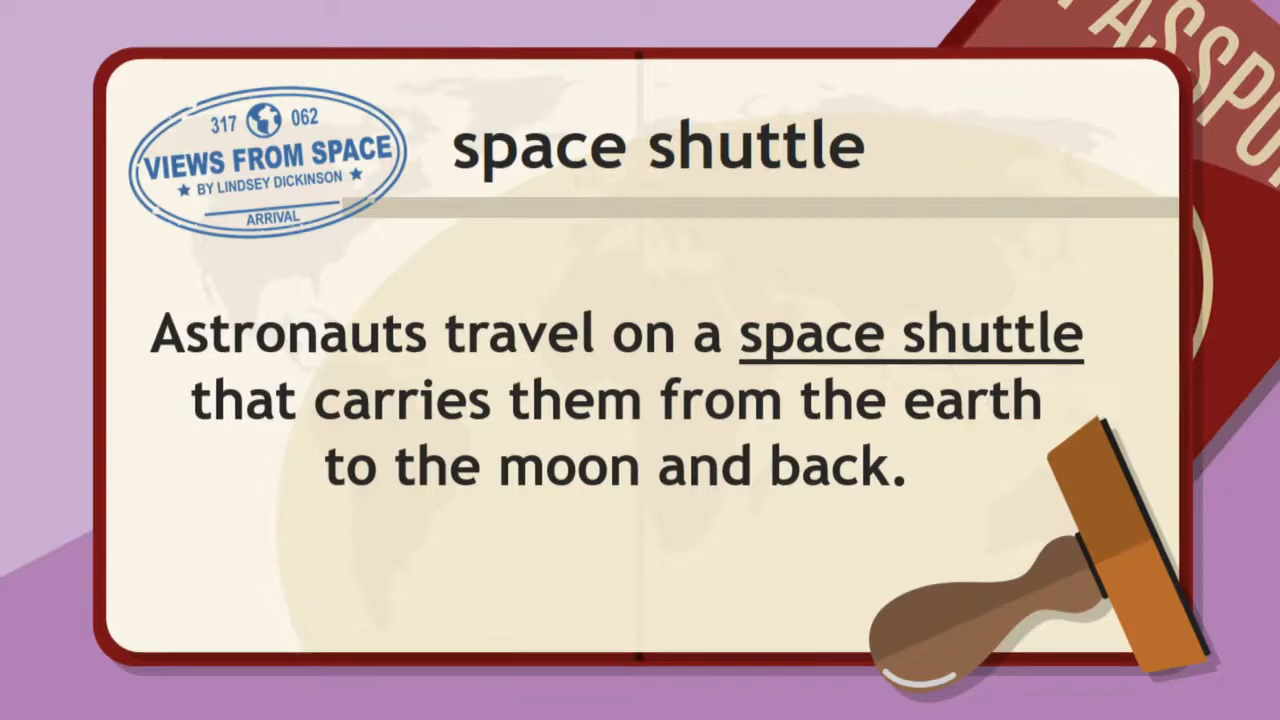 PASSPO
317 062
VIEWS FROM SPACE
★ BY LINDSEY DICKINSON ★
ARRIVAL
space shuttle
Astronauts travel on a space shuttle
that carries them from the earth
to the moon and back.